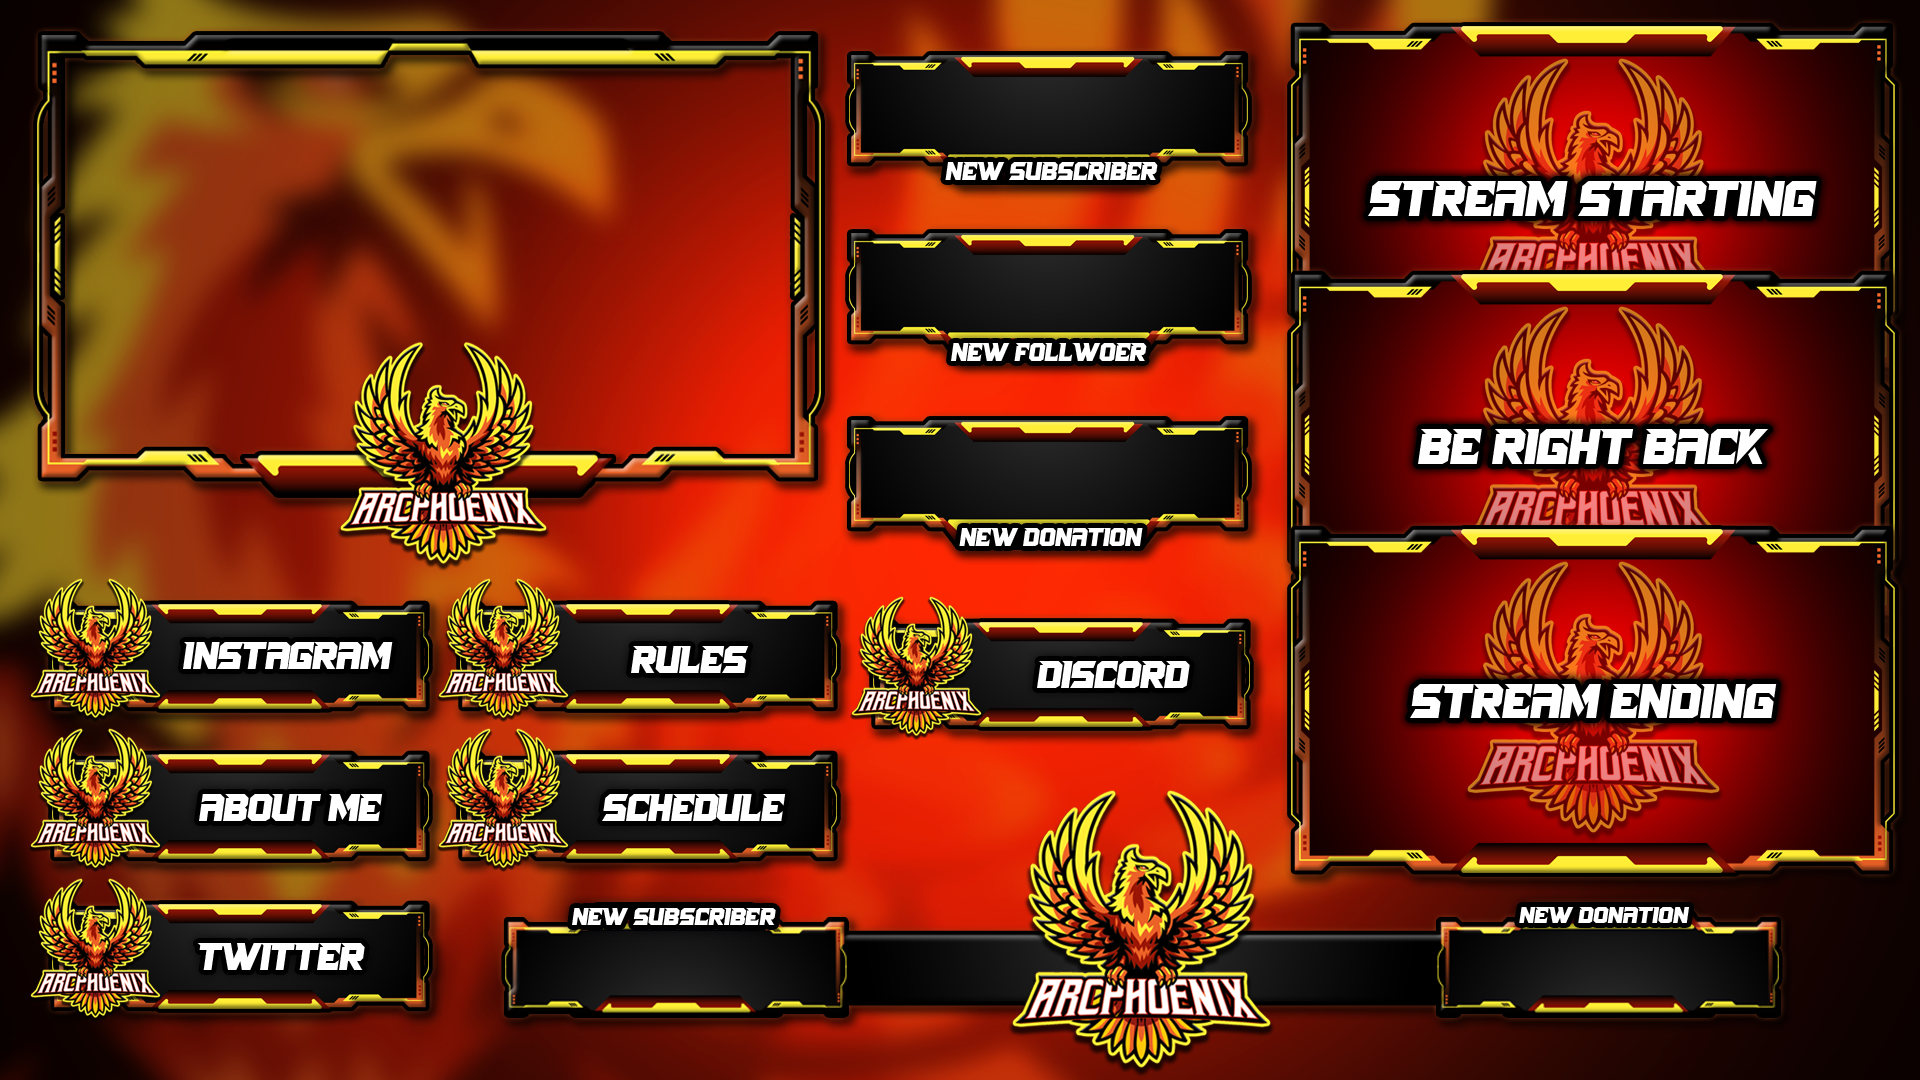 ARCPHOENIX
NEW SUBSCRIBER
NEW FOLLWOER
NEW DONATION
STREAM STARTING
ARCPHOENIX
BE RIGHT BACK
ARCPHOENIX
STREAM ENDING
ARCPHOENIX
INSTAGRAM
ARCPHOENIX
RULES
ARCPHOENIX
DISCORD
ARCPHOENIX
ABOUT ME
ARCPHOENIX
SCHEDULE
ARCPHOENIX
TWITTER
ARCPHOENIX
NEW SUBSCRIBER
ARCPHOENIX
NEW DONATION